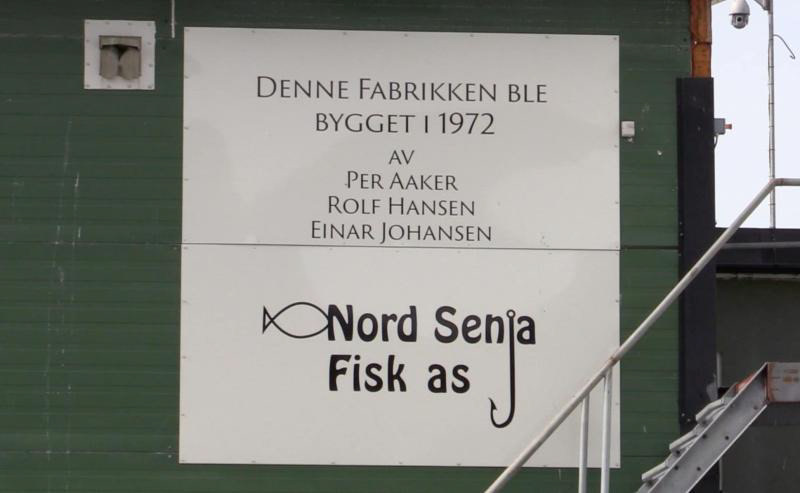 DENNE FABRIKKEN BLE
BYGGET I 1972
AV
PER AAKER
ROLF HANSEN
EINAR JOHANSEN
Nord Senja
Fisk as